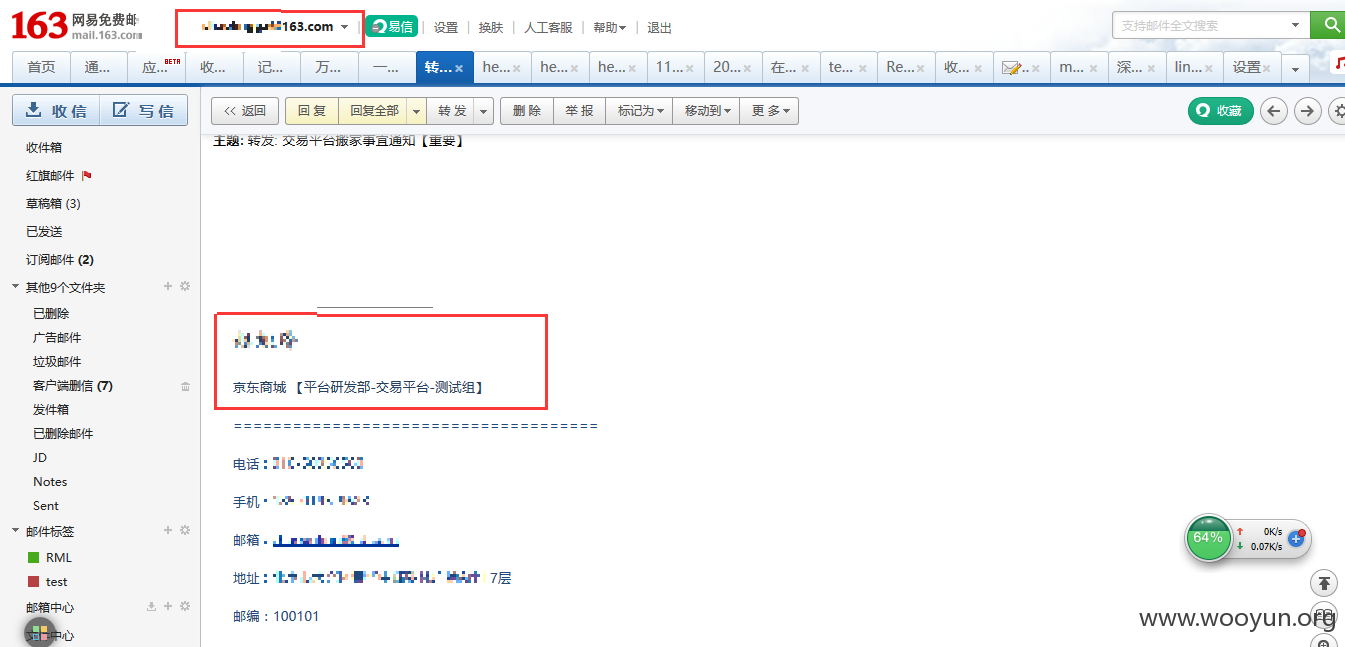 163 网易免费邮
mail.163.com
163.com
易信 | 设置 | 换肤 | 人工客服 | 帮助 | 退出
支持邮件全文搜索
首页 通... 应... BETA 收... 记... 万... 一... 转...× he...× he...× he...× 11...× 20...× 在...× te...× Re...× 收...× ..× m...× 深...× lin...× 设置×
收信 写信
<< 返回 回复 回复全部 转发 删除 举报 标记为 移动到 更多 收藏
主题: 转发: 交易平台搬家事宜通知【重要】
收件箱
红旗邮件
草稿箱 (3)
已发送
订阅邮件 (2)
其他9个文件夹
已删除
广告邮件
垃圾邮件
客户端删信 (7)
发件箱
已删除邮件
JD
Notes
Sent
邮件标签
RML
test
邮箱中心
中心
京东商城 【平台研发部-交易平台-测试组】
=====================================
电话：
手机：
邮箱：
地址： 7层
邮编：100101
64%
0K/s
0.07K/s
www.wooyun.org